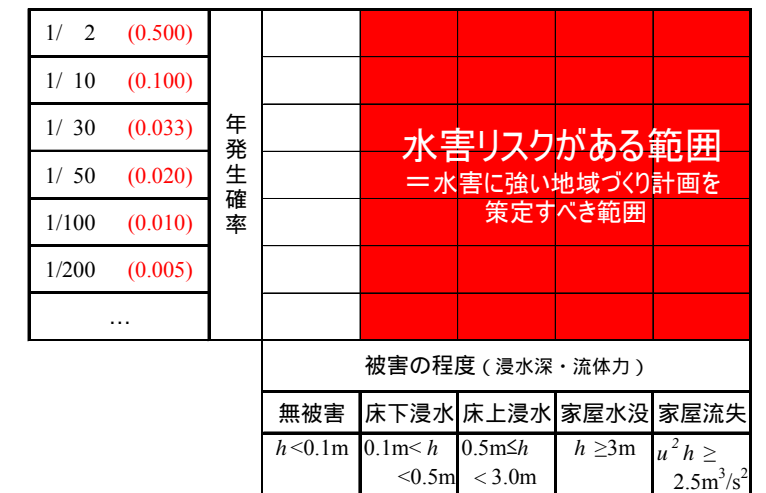 1/ 2 (0.500)
1/ 10 (0.100)
1/ 30 (0.033)
1/ 50 (0.020)
1/100 (0.010)
1/200 (0.005)
…
年発生確率
水害リスクがある範囲
＝水害に強い地域づくり計画を
策定すべき範囲
被害の程度(浸水深・流体力)
無被害 床下浸水 床上浸水 家屋水没 家屋流失
h<0.1m 0.1m< h 0.5m≤h h ≥3m u² h ≥
<0.5m < 3.0m 2.5m³/s²